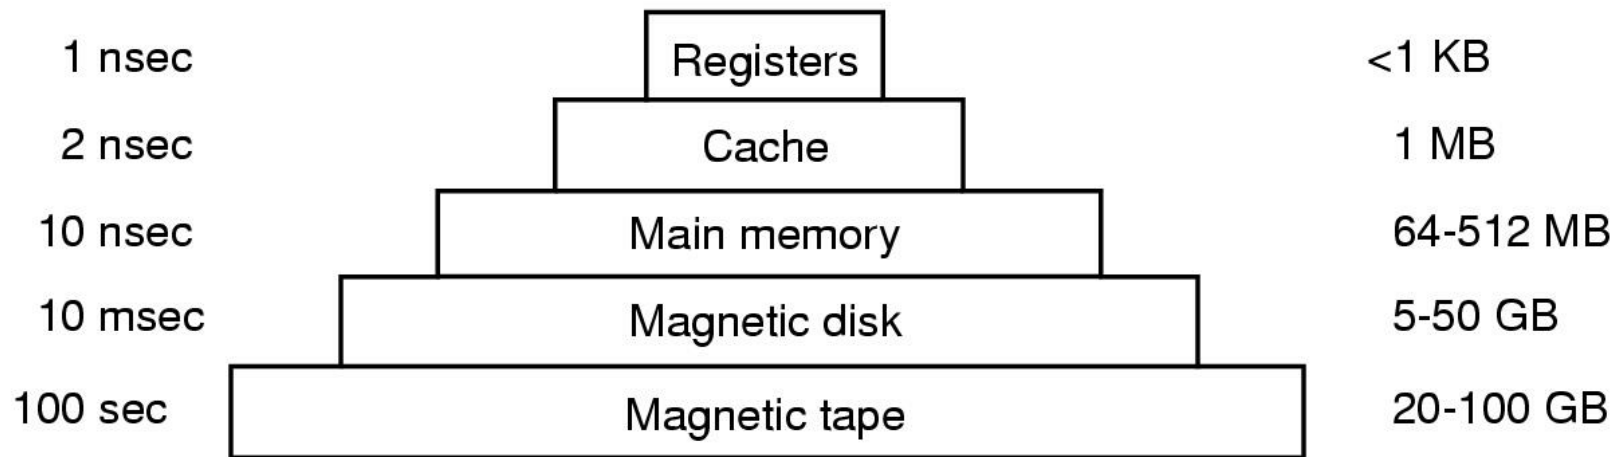 1 nsec Registers <1 KB
2 nsec Cache 1 MB
10 nsec Main memory 64-512 MB
10 msec Magnetic disk 5-50 GB
100 sec Magnetic tape 20-100 GB